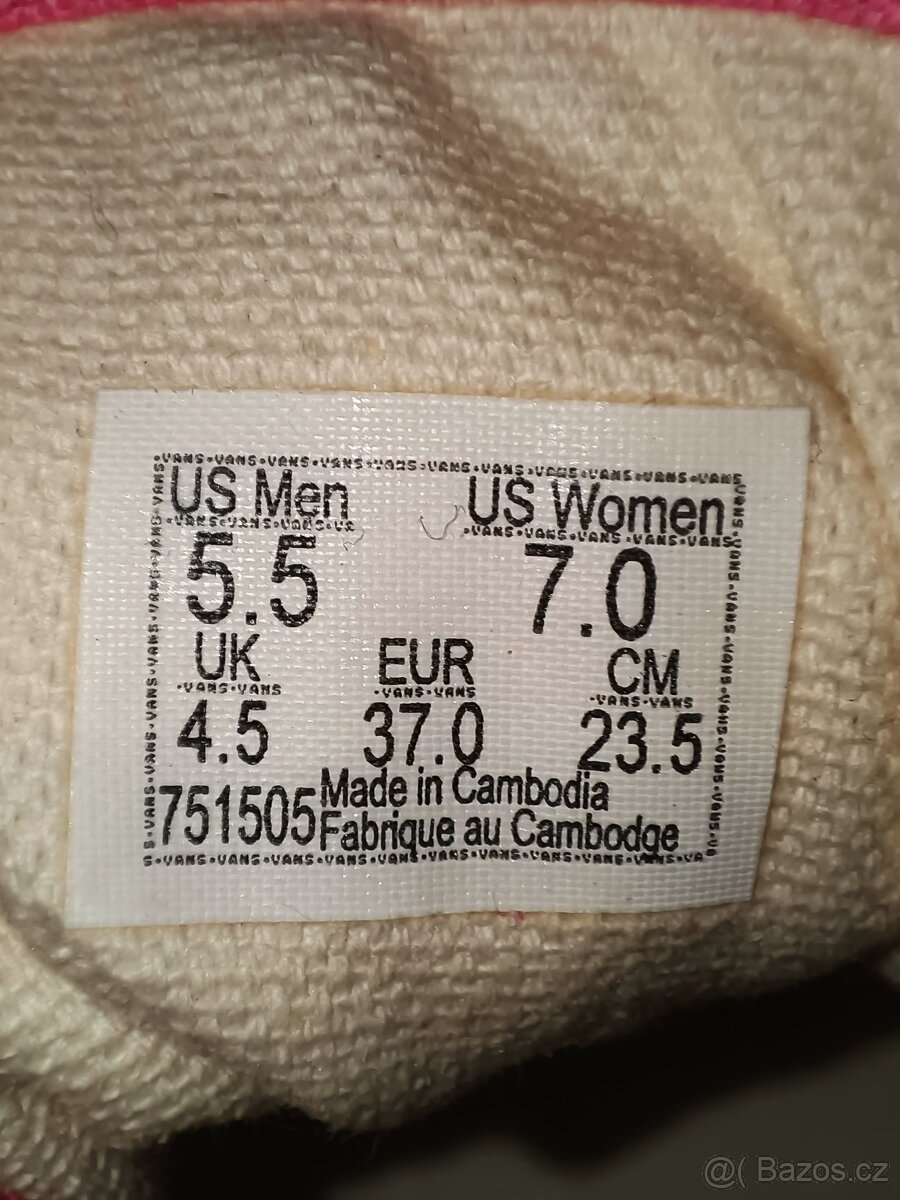 US Men US Women
5.5 7.0
UK EUR CM
4.5 37.0 23.5
751505 Made in Cambodia
Fabrique au Cambodge
@( Bazos.cz